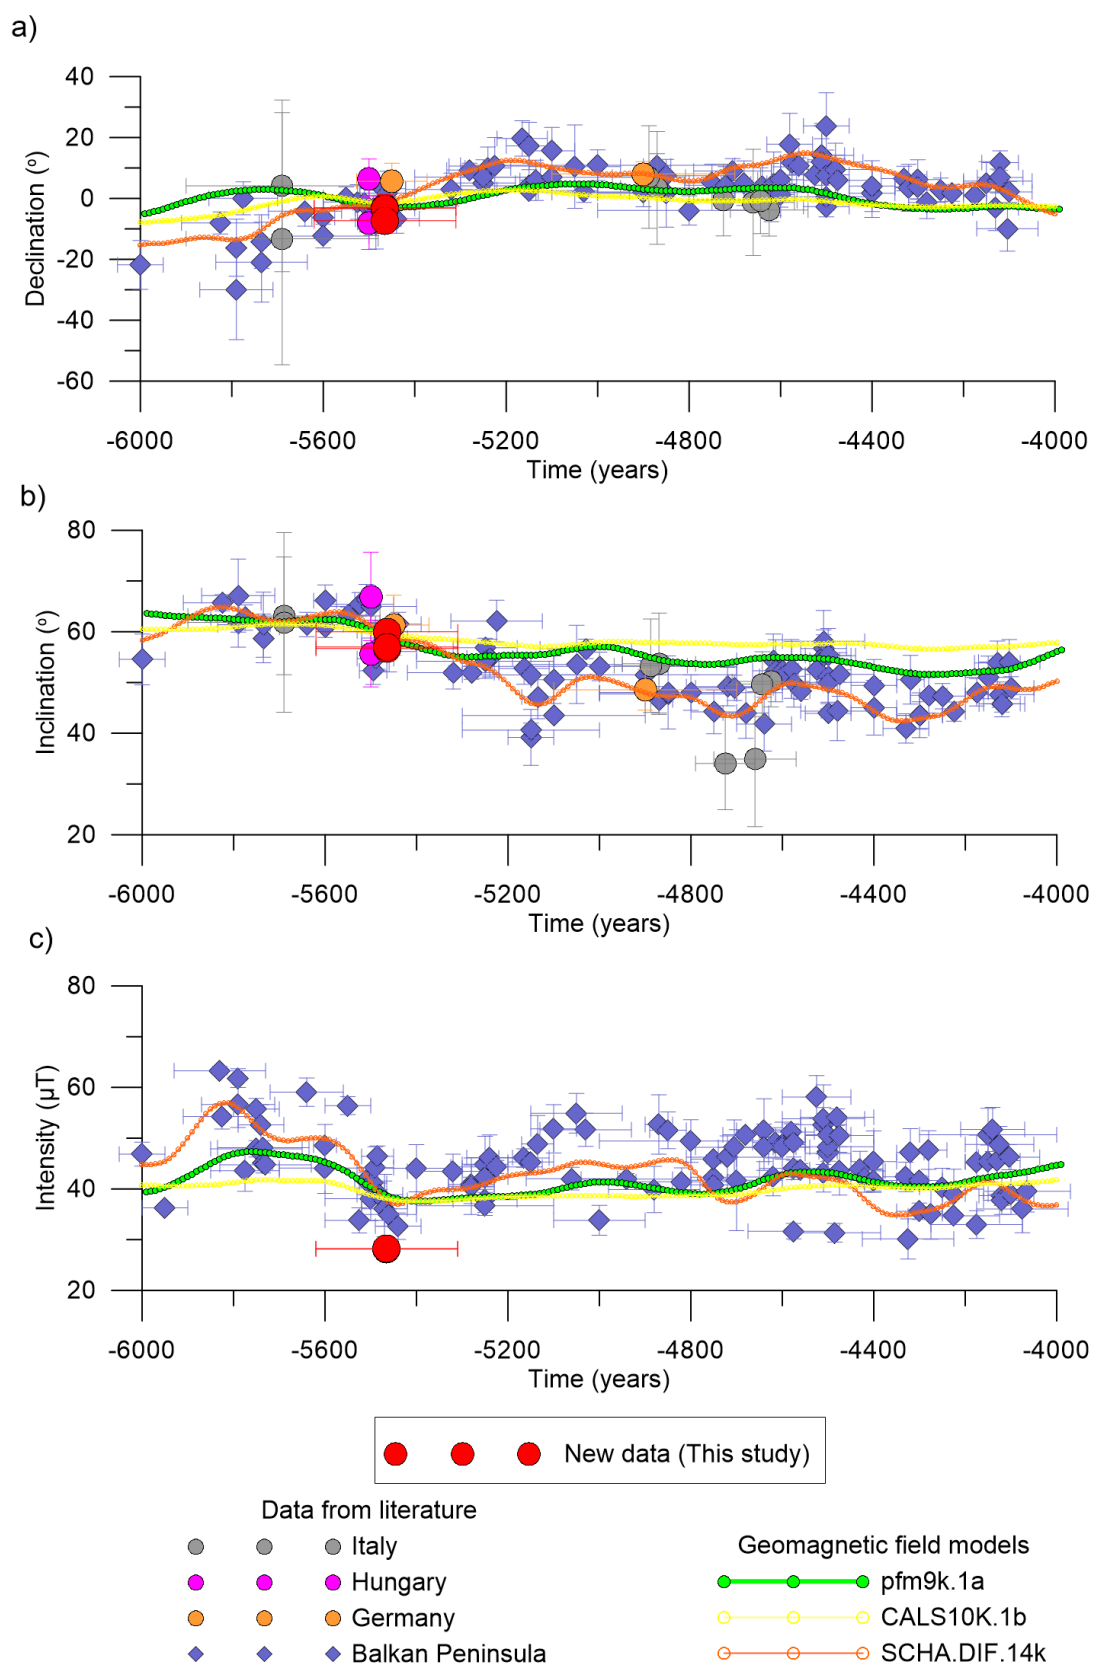 a)
40
20
0
-20
-40
-60
Declination (º)
-6000 -5600 -5200 -4800 -4400 -4000
Time (years)
b)
80
60
40
20
Inclination (º)
-6000 -5600 -5200 -4800 -4400 -4000
Time (years)
c)
80
60
40
20
Intensity (μT)
-6000 -5600 -5200 -4800 -4400 -4000
Time (years)
New data (This study)
Data from literature
Italy
Hungary
Germany
Balkan Peninsula
Geomagnetic field models
pfm9k.1a
CALS10K.1b
SCHA.DIF.14k